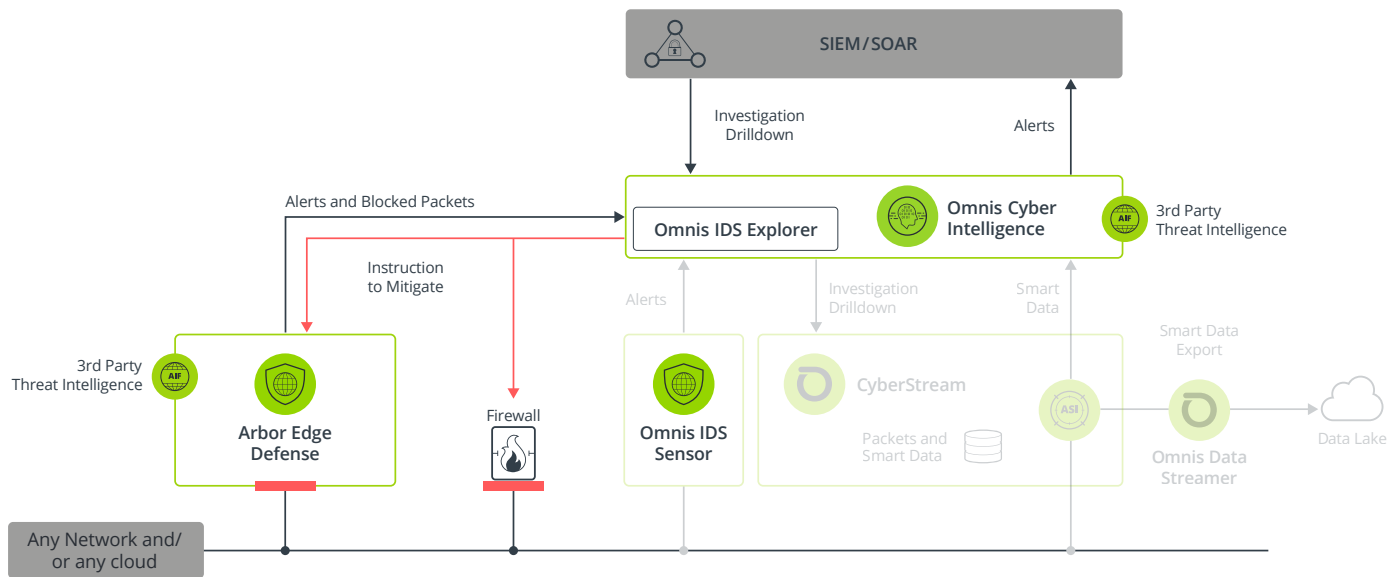 SIEM/SOAR
Investigation
Drilldown
Alerts
Alerts and Blocked Packets
Omnis IDS Explorer
Omnis Cyber
Intelligence
AIF
3rd Party
Threat Intelligence
Instruction
to Mitigate
Alerts
Investigation
Drilldown
Smart
Data
3rd Party
Threat Intelligence
AIF
Arbor Edge
Defense
Firewall
Omnis IDS
Sensor
CyberStream
Packets and
Smart Data
ASI
Smart Data
Export
Omnis Data
Streamer
Data Lake
Any Network and/
or any cloud